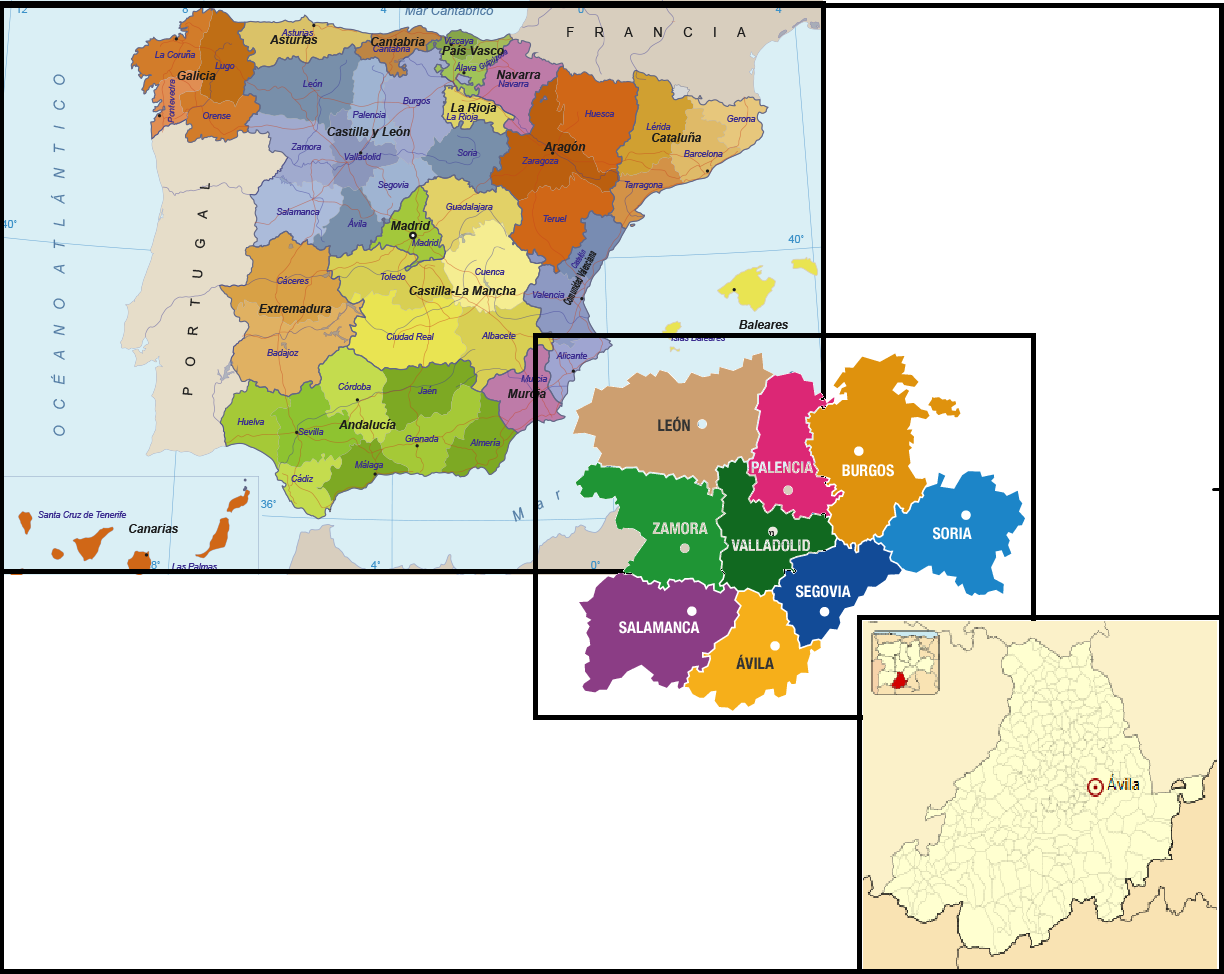 12
8
4
Mar Cantábrico
0
4
FRANCIA
Asturias
Asturias
Cantabria
Cantabria
Vizcaya
País Vasco
Guipúzcoa
Álava
La Coruña
Galicia
Lugo
Pontevedra
Orense
León
Burgos
Palencia
Castilla y León
Zamora
Valladolid
Soria
Segovia
Salamanca
Ávila
Navarra
Navarra
La Rioja
La Rioja
Huesca
Aragón
Zaragoza
Teruel
Lérida
Cataluña
Gerona
Barcelona
Tarragona
OCÉANO ATLÁNTICO
PORTUGAL
40°
40°
Madrid
Madrid
Guadalajara
Cuenca
Toledo
Castilla-La Mancha
Ciudad Real
Albacete
Cáceres
Extremadura
Badajoz
Comunidad Valenciana
Valencia
Alicante
Baleares
Islas Baleares
Murcia
Murcia
Córdoba
Jaén
Huelva
Sevilla
Andalucía
Granada
Almería
Málaga
Cádiz
36°
Mar
Santa Cruz de Tenerife
Canarias
Las Palmas
8°
4°
0°
LEÓN
PALENCIA
BURGOS
ZAMORA
VALLADOLID
SORIA
SEGOVIA
SALAMANCA
ÁVILA
Ávila